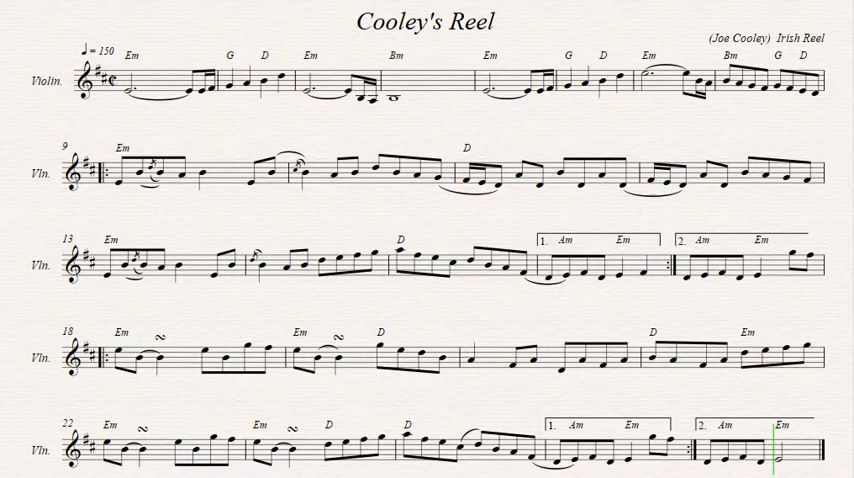 Cooley's Reel
(Joe Cooley) Irish Reel
♩ = 150
Em G D Em Bm Em G D Em Bm G D
Violin.
9
Em D
Vln.
13
Em D 1. Am Em 2. Am Em
Vln.
18
Em Em D D Em
Vln.
22
Em Em D D 1. Am Em 2. Am Em
Vln.